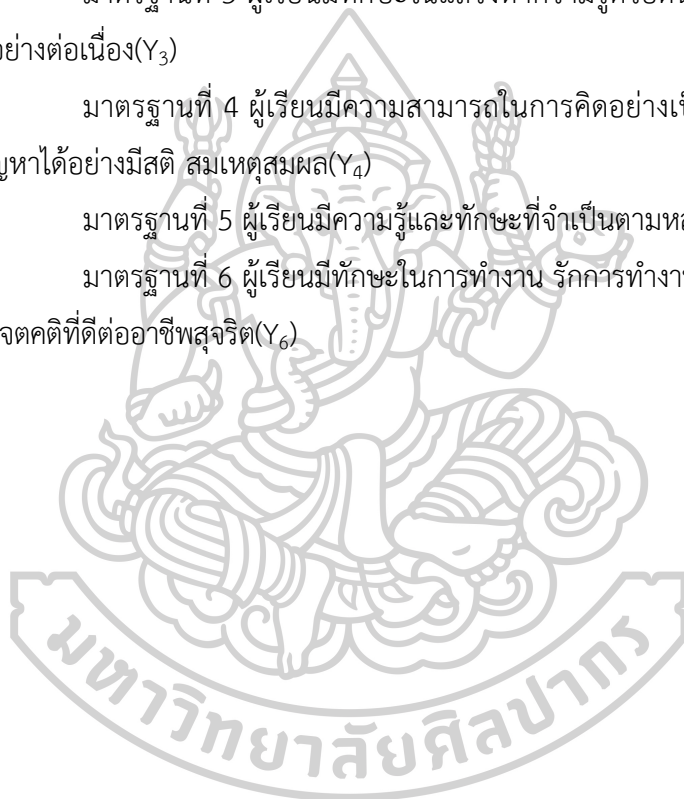 อย่างต่อเนื่อง(Y3)
มาตรฐานที่ 4 ผู้เรียนมีความสามารถในการคิดอย่าง
ญหาได้อย่างมีสติ สมเหตุสมผล(Y4)
มาตรฐานที่ 5 ผู้เรียนมีความรู้และทักษะที่จำเป็นตาม
มาตรฐานที่ 6 ผู้เรียนมีทักษะในการทำงาน รักการทำงาน
เจตคติที่ดีต่ออาชีพสุจริต(Y6)
มหาวิทยาลัยศิลปากร